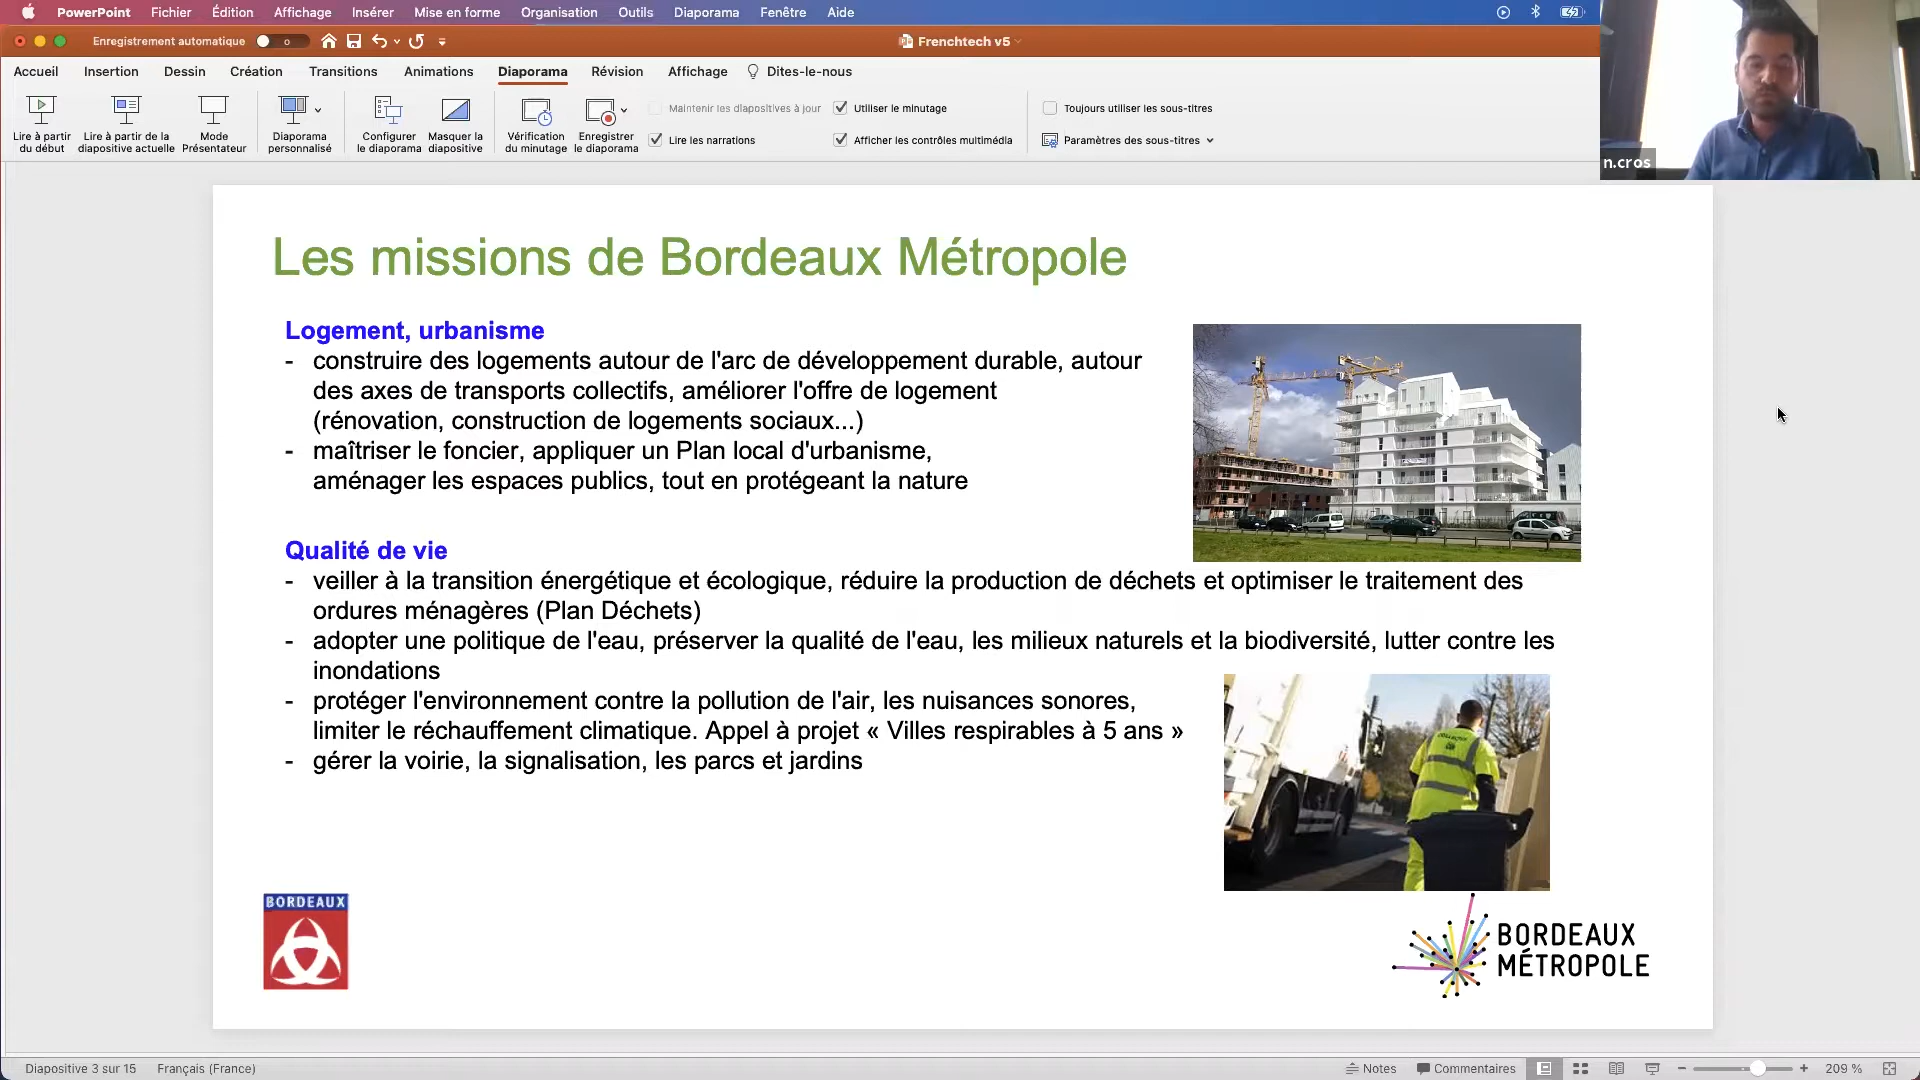 PowerPoint Fichier Édition Affichage Insérer Mise en forme Organisation Outils Diaporama Fenêtre Aide
Enregistrement automatique
Frenchtech v5
Accueil Insertion Dessin Création Transitions Animations Diaporama Révision Affichage Dites-le-nous
Lire à partir
du début
Lire à partir de la
diapositive actuelle
Mode
Présentateur
Diaporama
personnalisé
Configurer
le diaporama
Masquer la
diapositive
Vérification
du minutage
Enregistrer
le diaporama
Maintenir les diapositives à jour
Lire les narrations
Utiliser le minutage
Afficher les contrôles multimédia
Toujours utiliser les sous-titres
Paramètres des sous-titres
n.cros
Les missions de Bordeaux Métropole
Logement, urbanisme
- construire des logements autour de l'arc de développement durable, autour
des axes de transports collectifs, améliorer l'offre de logement
(rénovation, construction de logements sociaux...)
- maîtriser le foncier, appliquer un Plan local d'urbanisme,
aménager les espaces publics, tout en protégeant la nature
Qualité de vie
- veiller à la transition énergétique et écologique, réduire la production de déchets et optimiser le traitement des
ordures ménagères (Plan Déchets)
- adopter une politique de l'eau, préserver la qualité de l'eau, les milieux naturels et la biodiversité, lutter contre les
inondations
- protéger l'environnement contre la pollution de l'air, les nuisances sonores,
limiter le réchauffement climatique. Appel à projet « Villes respirables à 5 ans »
- gérer la voirie, la signalisation, les parcs et jardins
BORDEAUX
BORDEAUX
MÉTROPOLE
Diapositive 3 sur 15 Français (France)
Notes Commentaires 209 %